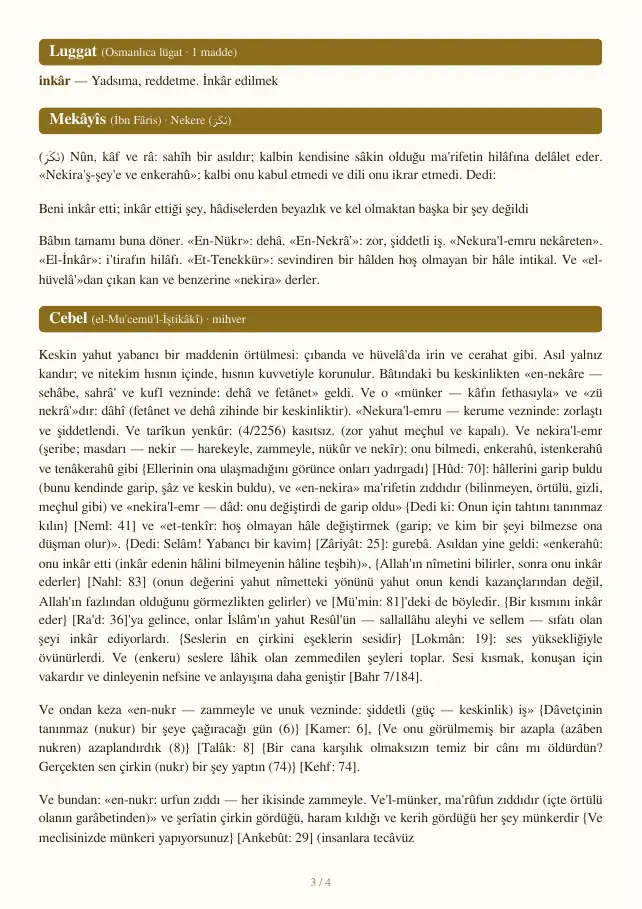 Luggat (Osmanlıca lügat · 1 madde)
inkâr — Yadsıma, reddetme. İnkâr edilmek
Mekâyîs (İbn Fâris) · Nekere (نَكَرَ)
(نَكَرَ) Nûn, kâf ve râ: sahîh bir asıldır; kalbin kendisine sâkin olduğu ma'rifetin hilâfına delâlet eder.
«Nekira'ş-şey'e ve enkerahû»: kalbi onu kabul etmedi ve dili onu ikrar etmedi. Dedi:
Beni inkâr etti; inkâr ettiği şey, hâdiselerden beyazlık ve kel olmaktan başka bir şey değildi
Bâbın tamamı buna döner. «En-Nükr»: dehâ. «En-Nekrâ'»: zor, şiddetli iş. «Nekura'l-emru nekâreten».
«El-İnkâr»: i'tirafın hilâfı. «Et-Tenekkür»: sevindiren bir hâlden hoş olmayan bir hâle intikal. Ve «el-
hüvelâ'»dan çıkan kan ve benzerine «nekira» derler.
Cebel (el-Mu'cemü'l-İştikâkî) · mihver
Keskin yahut yabancı bir maddenin örtülmesi: çıbanda ve hüvelâ'da irin ve cerahat gibi. Asıl yalnız
kandır; ve nitekim hısnın içinde, hısnın kuvvetiyle korunulur. Bâtındaki bu keskinlikten «en-nekâre —
sehâbe, sahrâ' ve kufl vezninde: dehâ ve fetânet» geldi. Ve o «münker — kâfın fethasıyla» ve «zü
nekrâ'»dır: dâhî (fetânet ve dehâ zihinde bir keskinliktir). «Nekura'l-emru — kerume vezninde: zorlaştı
ve şiddetlendi. Ve tarîkun yenkûr: (4/2256) kasıtsız. (zor yahut meçhul ve kapalı). Ve nekira'l-emr
(şeribe; masdarı — nekir — harekeyle, zammeyle, nükûr ve nekîr): onu bilmedi, enkerahû, istenkerahû
ve tenâkerahû gibi {Ellerinin ona ulaşmadığını görünce onları yadırgadı} [Hûd: 70]: hâllerini garip buldu
(bunu kendinde garip, şâz ve keskin buldu), ve «en-nekira» ma'rifetin zıddıdır (bilinmeyen, örtülü, gizli,
meçhul gibi) ve «nekira'l-emr — dâd: onu değiştirdi de garip oldu» {Dedi ki: Onun için tahtını tanınmaz
kılın} [Neml: 41] ve «et-tenkîr: hoş olmayan hâle değiştirmek (garip; ve kim bir şeyi bilmezse ona
düşman olur)». {Dedi: Selâm! Yabancı bir kavim} [Zâriyât: 25]: gurebâ. Asıldan yine geldi: «enkerahû:
onu inkâr etti (inkâr edenin hâlini bilmeyenin hâline teşbih)», {Allah'ın nîmetini bilirler, sonra onu inkâr
ederler} [Nahl: 83] (onun değerini yahut nîmetteki yönünü yahut onun kendi kazançlarından değil,
Allah'ın fazlından olduğunu görmezlikten gelirler) ve [Mü'min: 81]'deki de böyledir. {Bir kısmını inkâr
eder} [Ra'd: 36]'ya gelince, onlar İslâm'ın yahut Resûl'ün — sallallâhu aleyhi ve sellem — sıfatı olan
şeyi inkâr ediyorlardı. {Seslerin en çirkini eşeklerin sesidir} [Lokmân: 19]: ses yüksekliğiyle
övünürlerdi. Ve (enkeru) seslere lâhik olan zemmedilen şeyleri toplar. Sesi kısmak, konuşan için
vakardır ve dinleyenin nefsine ve anlayışına daha geniştir [Bahr 7/184].
Ve ondan keza «en-nukr — zammeyle ve unuk vezninde: şiddetli (güç — keskinlik) iş» {Dâvetçinin
tanınmaz (nukur) bir şeye çağıracağı gün (6)} [Kamer: 6], {Ve onu görülmemiş bir azapla (azâben
nukren) azaplandırdık (8)} [Talâk: 8] {Bir cana karşılık olmaksızın temiz bir cânı mı öldürdün?
Gerçekten sen çirkin (nukr) bir şey yaptın (74)} [Kehf: 74].
Ve bundan: «en-nukr: urfun zıddı — her ikisinde zammeyle. Ve'l-münker, ma'rûfun zıddıdır (içte örtülü
olanın garâbetinden)» ve şerîatin çirkin gördüğü, haram kıldığı ve kerih gördüğü her şey münkerdir {Ve
meclisinizde münkeri yapıyorsunuz} [Ankebût: 29] (insanlara tecâvüz
3 / 4